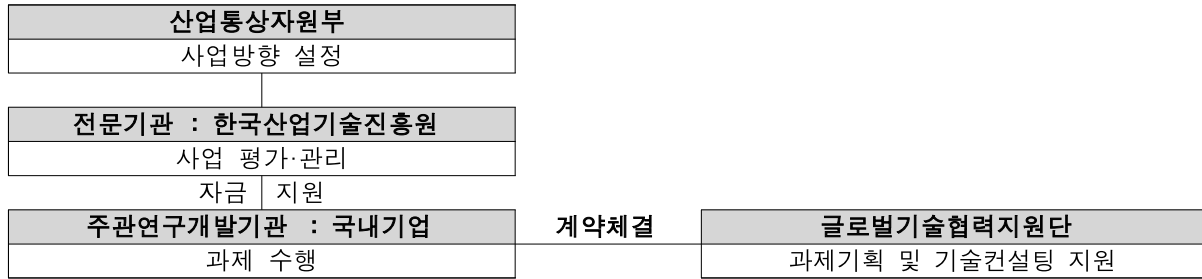 산업통상자원부
사업방향 설정
전문기관 : 한국산업기술진흥원
사업 평가·관리
자금 지원
주관연구개발기관 : 국내기업 계약체결 글로벌기술협력지원단
과제 수행 과제기획 및 기술컨설팅 지원